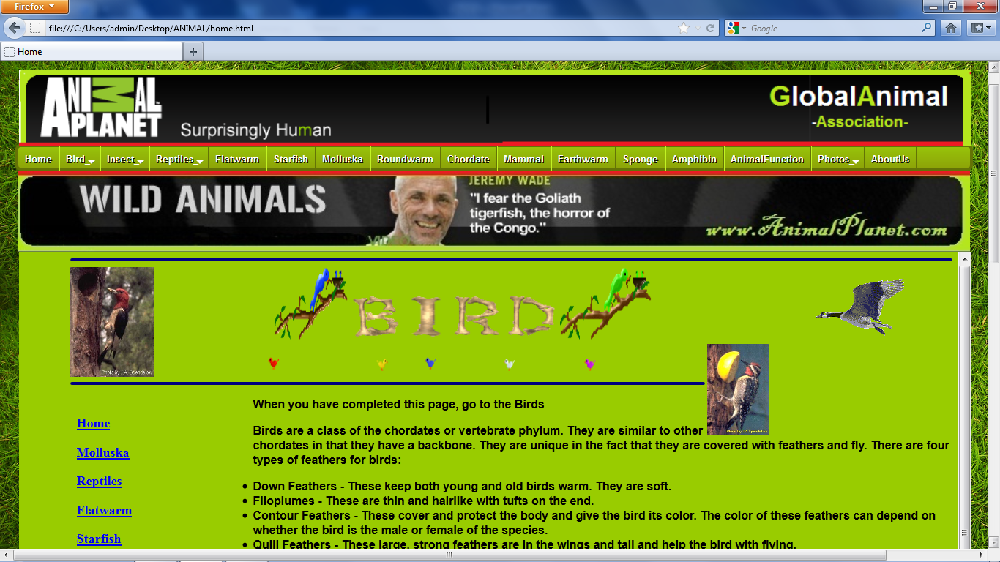 Firefox
file:///C:/Users/admin/Desktop/ANIMAL/home.html
Google
Home
ANIMAL
PLANET
Surprisingly Human
GlobalAnimal
-Association-
Home Bird Insect Reptiles Flatwarm Starfish Molluska Roundwarm Chordate Mammal Earthwarm Sponge Amphibin AnimalFunction Photos AboutUs
WILD ANIMALS
JEREMY WADE
"I fear the Goliath
tigerfish, the horror of
the Congo."
www.AnimalPlanet.com
BIRD
Photo by J.A. Spendelow
When you have completed this page, go to the Birds
Birds are a class of the chordates or vertebrate phylum. They are similar to other
chordates in that they have a backbone. They are unique in the fact that they are covered with feathers and fly. There are four
types of feathers for birds:
• Down Feathers - These keep both young and old birds warm. They are soft.
• Filoplumes - These are thin and hairlike with tufts on the end.
• Contour Feathers - These cover and protect the body and give the bird its color. The color of these feathers can depend on
whether the bird is the male or female of the species.
• Quill Feathers - These large, strong feathers are in the wings and tail and help the bird with flying.
Home
Molluska
Reptiles
Flatwarm
Starfish